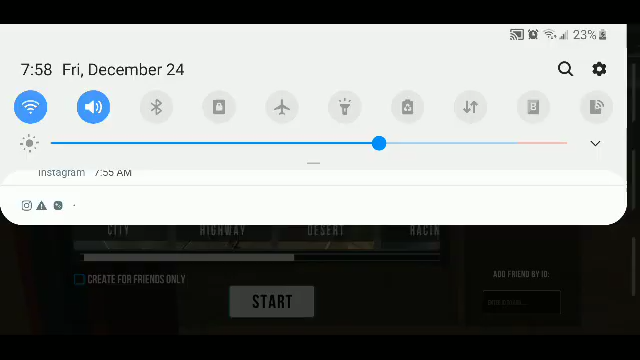 23%
7:58 Fri, December 24
B
Instagram 7:55 AM
CITY HIGHWAY DESERT RACIN
CREATE FOR FRIENDS ONLY
ADD FRIEND BY ID:
START